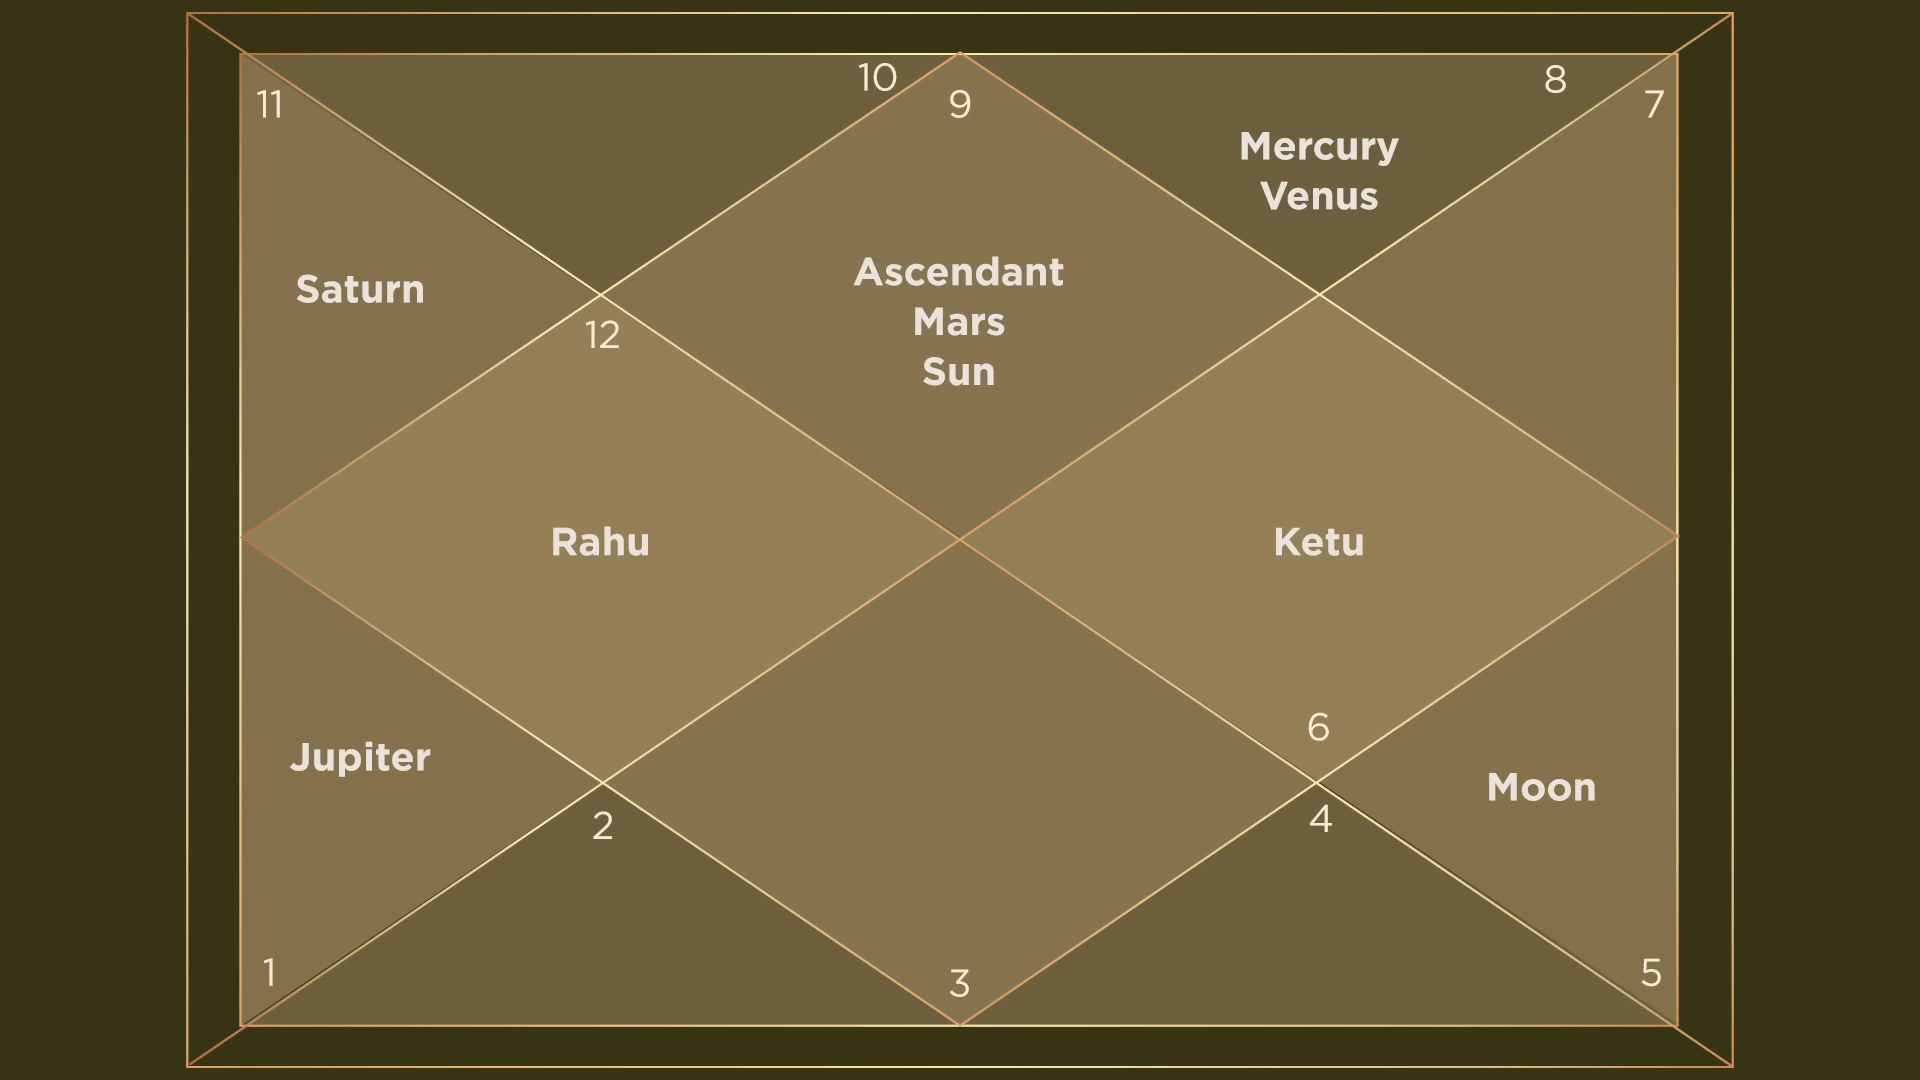 10
8
11
9
7
Mercury
Venus
Ascendant
Mars
Sun
Saturn
12
Rahu
Ketu
6
Jupiter
Moon
2
4
1
3
5